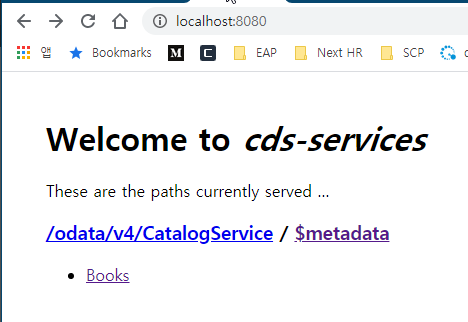 localhost:8080
Bookmarks EAP Next HR SCP
Welcome to cds-services
These are the paths currently served ...
/odata/v4/CatalogService / $metadata
Books